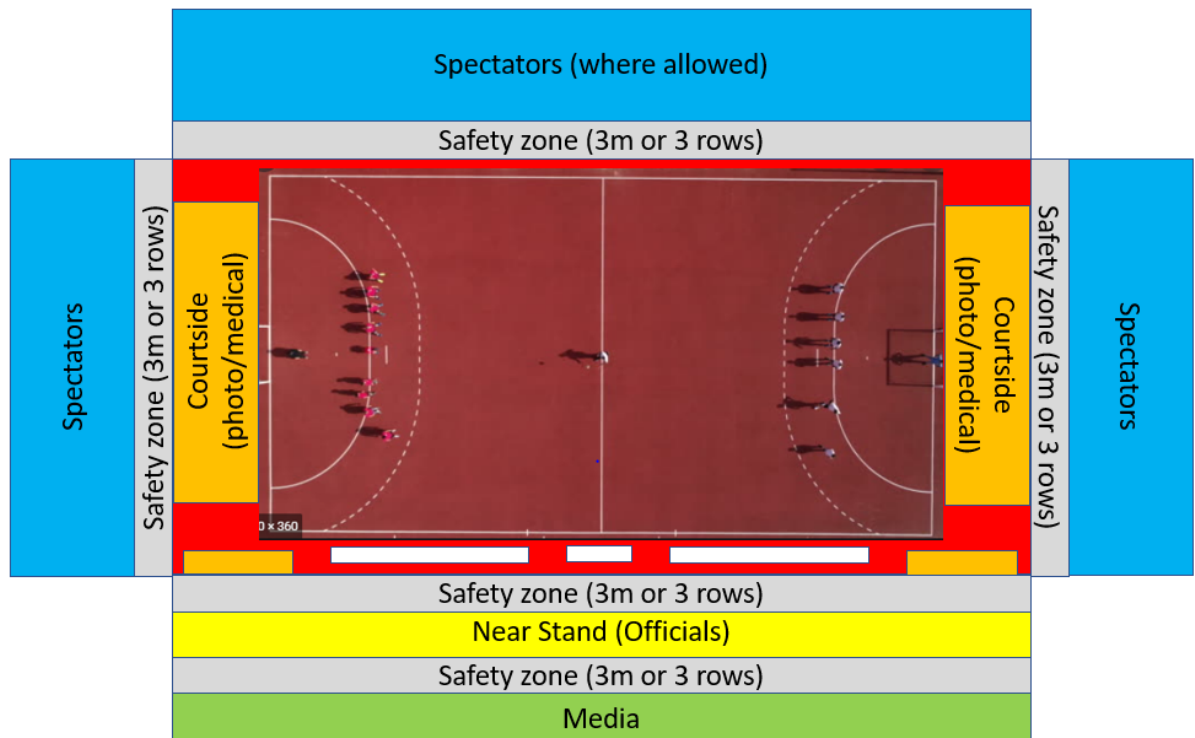 Spectators (where allowed)
Safety zone (3m or 3 rows)
Spectators
Safety zone (3m or 3 rows)
Courtside
(photo/medical)
Courtside
(photo/medical)
Safety zone (3m or 3 rows)
Spectators
0 × 360
Safety zone (3m or 3 rows)
Near Stand (Officials)
Safety zone (3m or 3 rows)
Media